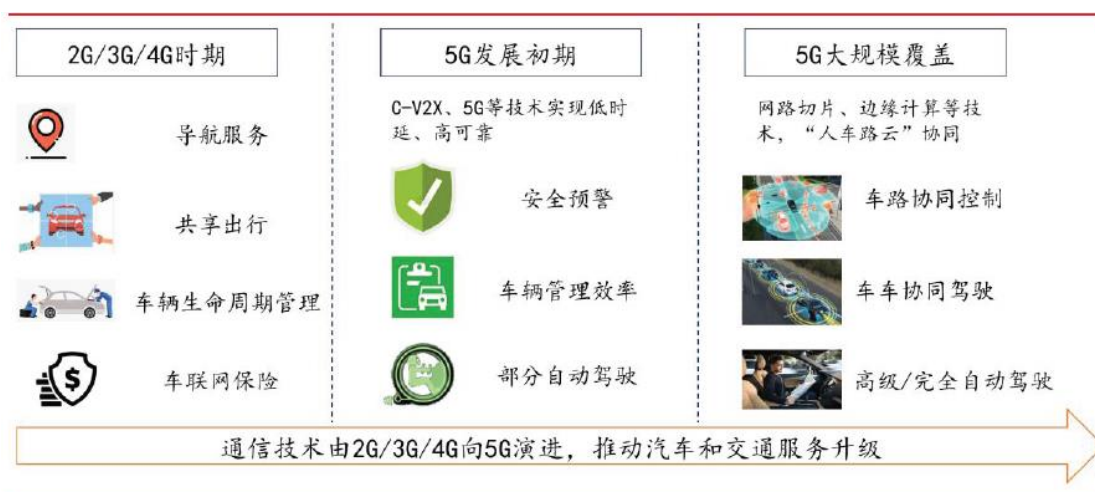 2G/3G/4G时期
导航服务
共享出行
车辆生命周期管理
车联网保险
5G发展初期
C-V2X、5G等技术实现低时
延、高可靠
安全预警
车辆管理效率
部分自动驾驶
5G大规模覆盖
网路切片、边缘计算等技
术，“人车路云”协同
车路协同控制
车车协同驾驶
高级/完全自动驾驶
通信技术由2G/3G/4G向5G演进，推动汽车和交通服务升级